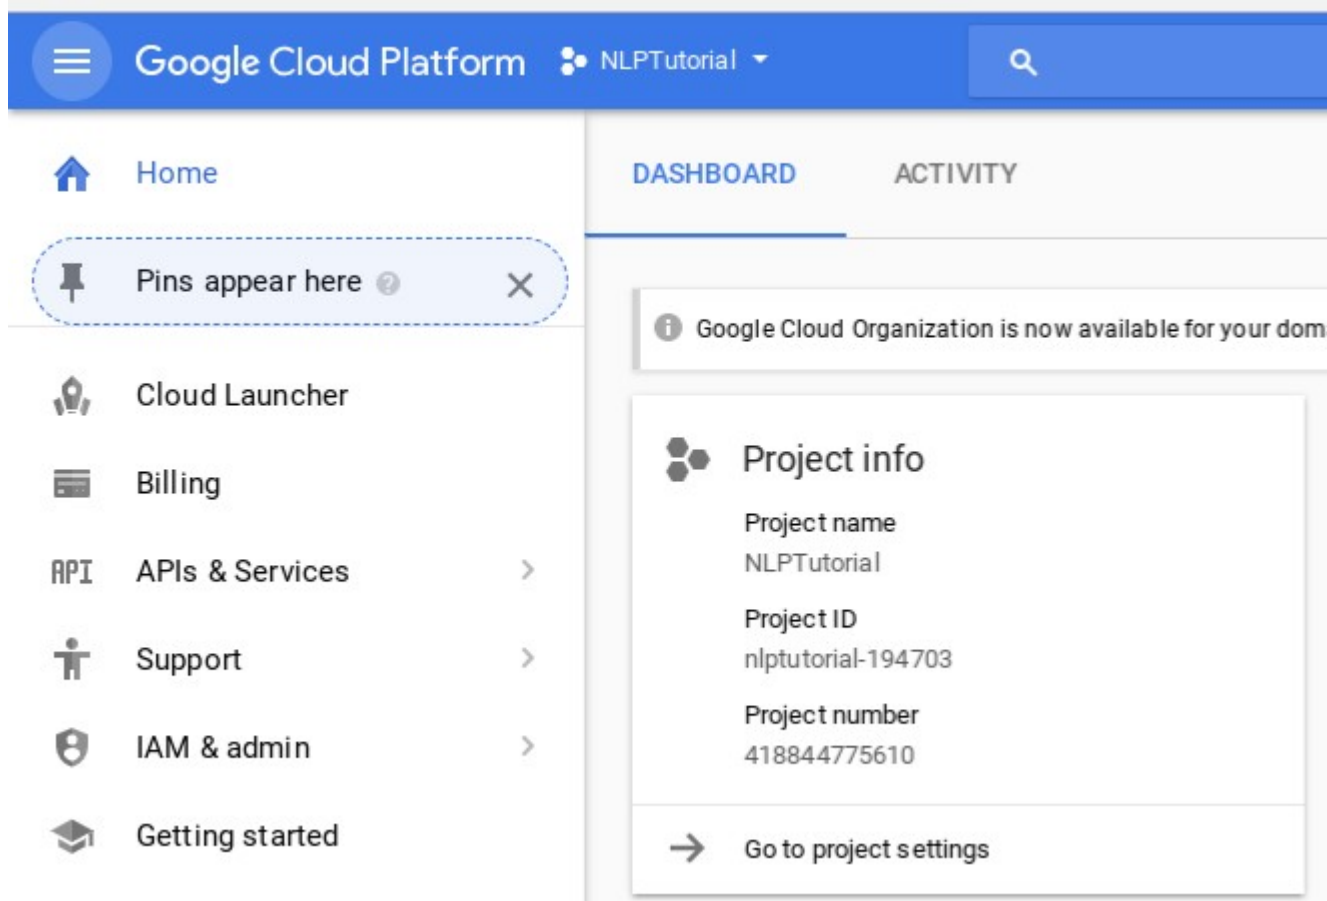 Google Cloud Platform NLPTutorial
Home
Pins appear here
Cloud Launcher
Billing
API APIs & Services
Support
IAM & admin
Getting started
DASHBOARD ACTIVITY
Google Cloud Organization is now available for your
Project info
Project name
NLPTutorial
Project ID
nlptutorial-194703
Project number
418844775610
Go to project settings